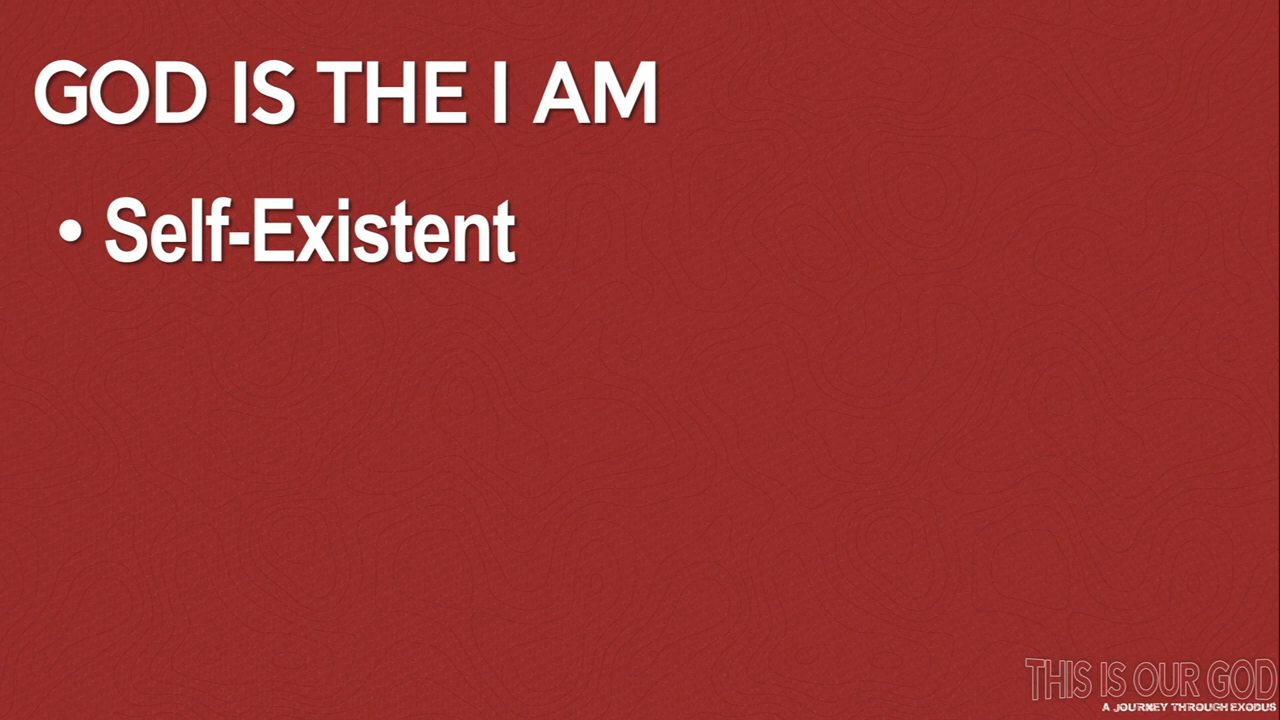 GOD IS THE I AM
• Self-Existent
THIS IS OUR GOD
A JOURNEY THROUGH EXODUS